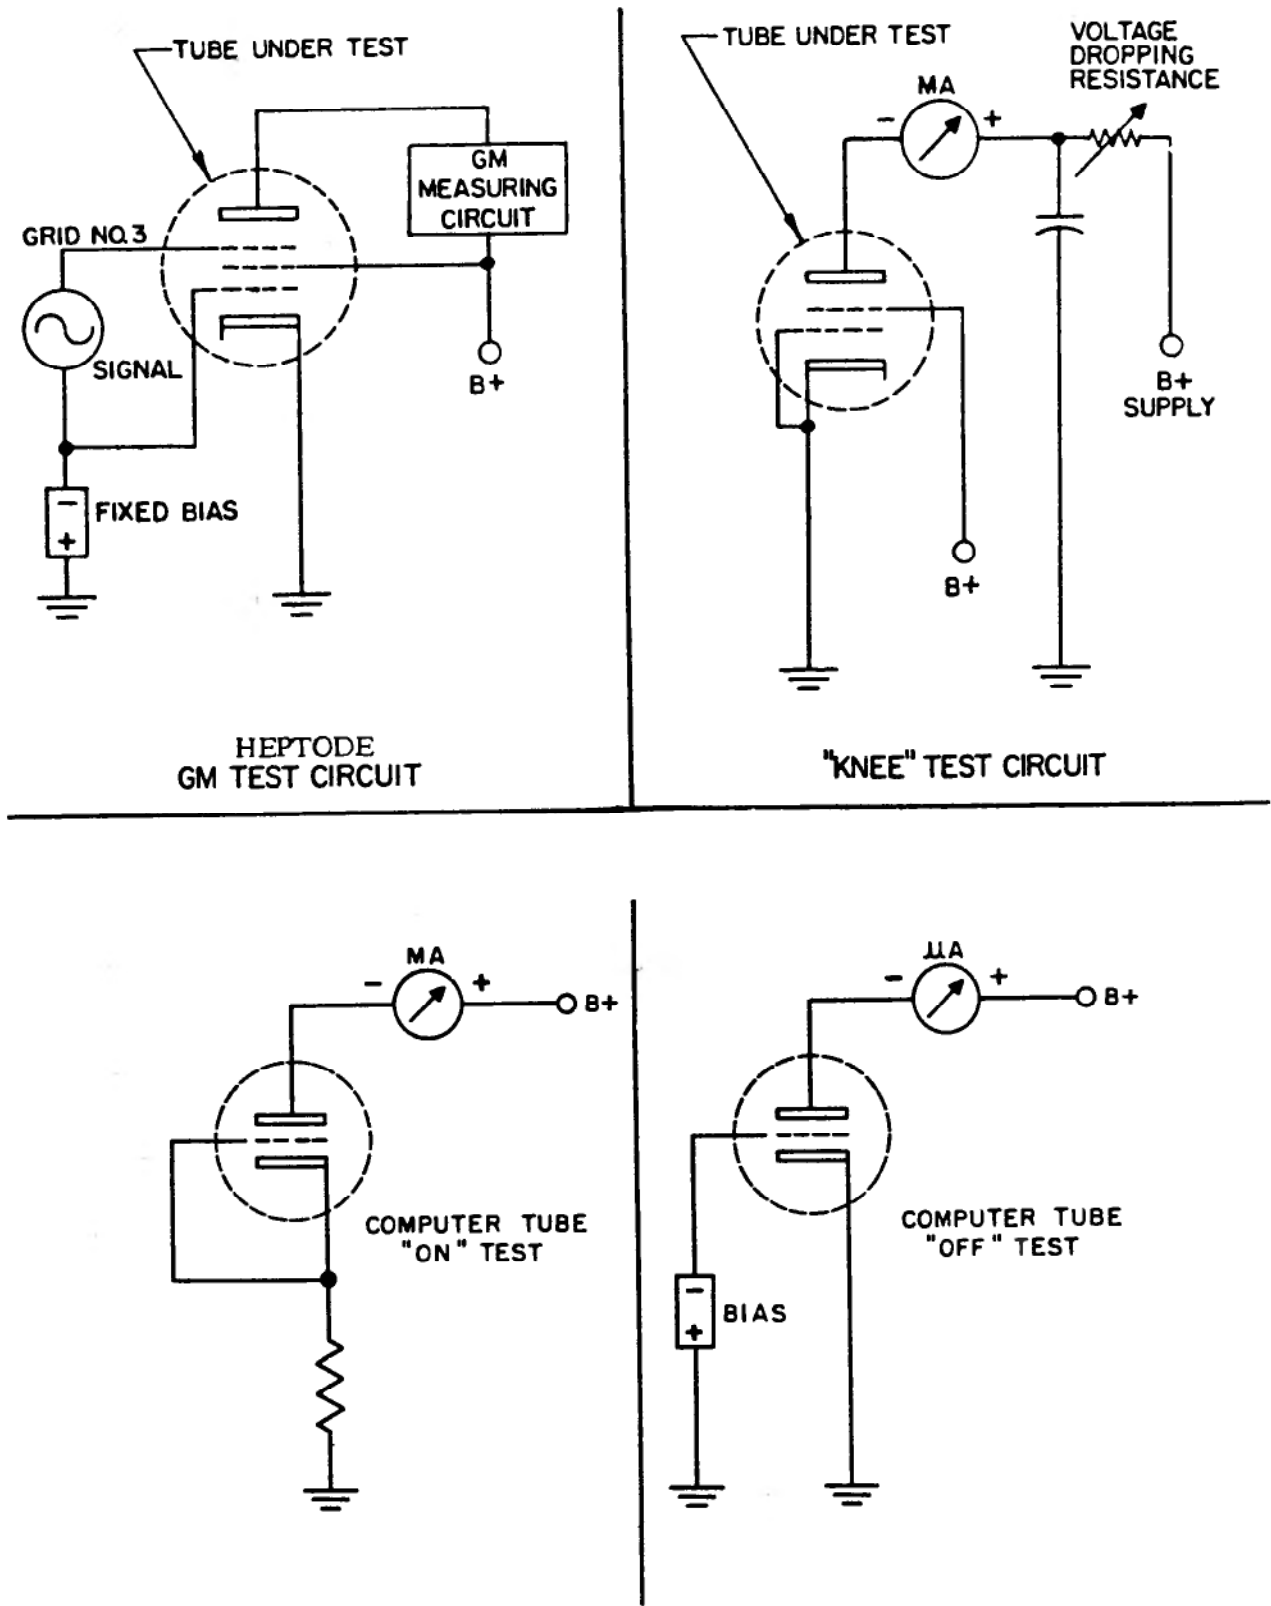 TUBE UNDER TEST
GM
MEASURING
CIRCUIT
GRID NO.3
SIGNAL
B+
-
+
FIXED BIAS
HEPTODE
GM TEST CIRCUIT
TUBE UNDER TEST
VOLTAGE
DROPPING
RESISTANCE
MA
- +
B+
SUPPLY
B+
"KNEE" TEST CIRCUIT
MA
- +
B+
COMPUTER TUBE
"ON" TEST
µA
- +
B+
COMPUTER TUBE
"OFF" TEST
-
+
BIAS